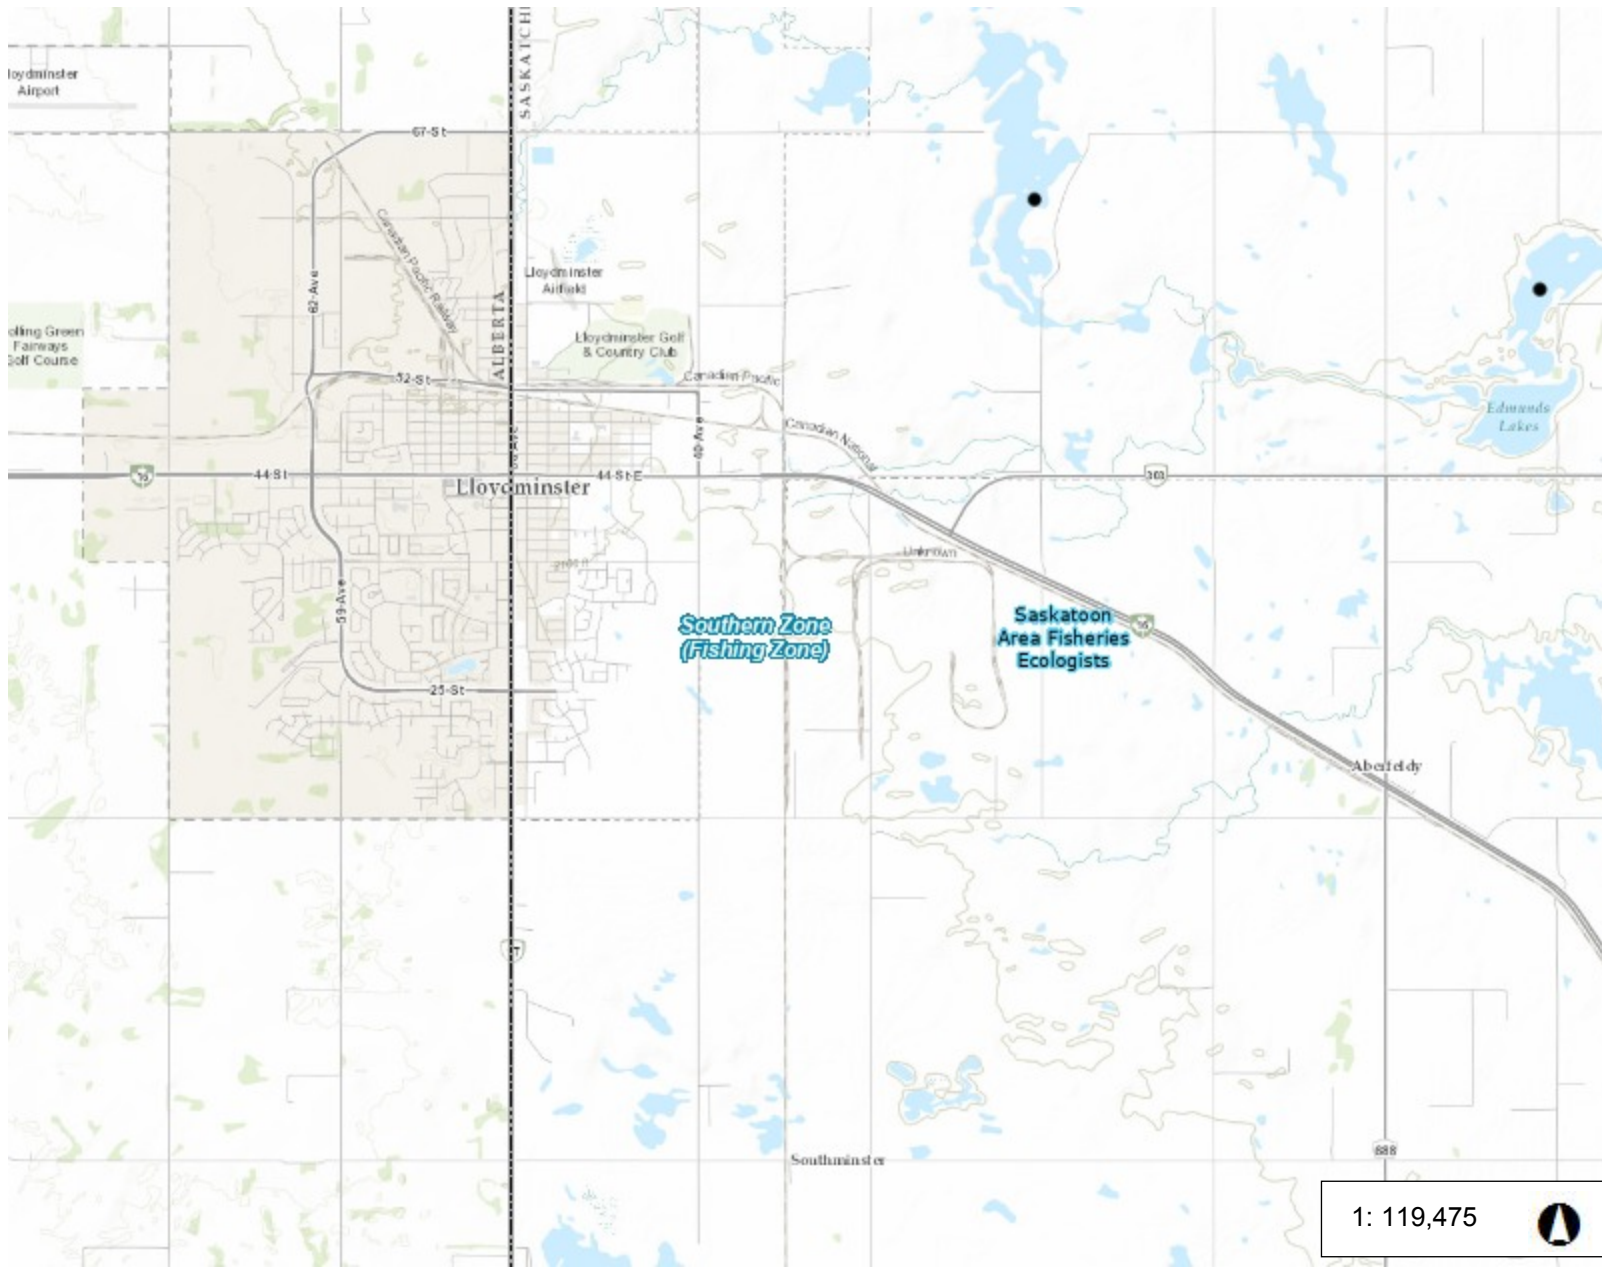 SASKATCH
loydminster
Airport
67-St
Canadian Pacific Railway
62-Ave
Lloydminster
Airfield
ALBERTA
olling Green
Fairways
Golf Course
Lloydminster Golf
& Country Club
52-St
Canadian Pacific
Edmunds
Lakes
40-Ave
Canadian National
16
44-St
44 St E
303
Lloydminster
Unknown
59-Ave
Southern Zone
(Fishing Zone)
Saskatoon
Area Fisheries
Ecologists
16
25-St
Aberfeldy
17
688
Southminster
1: 119,475